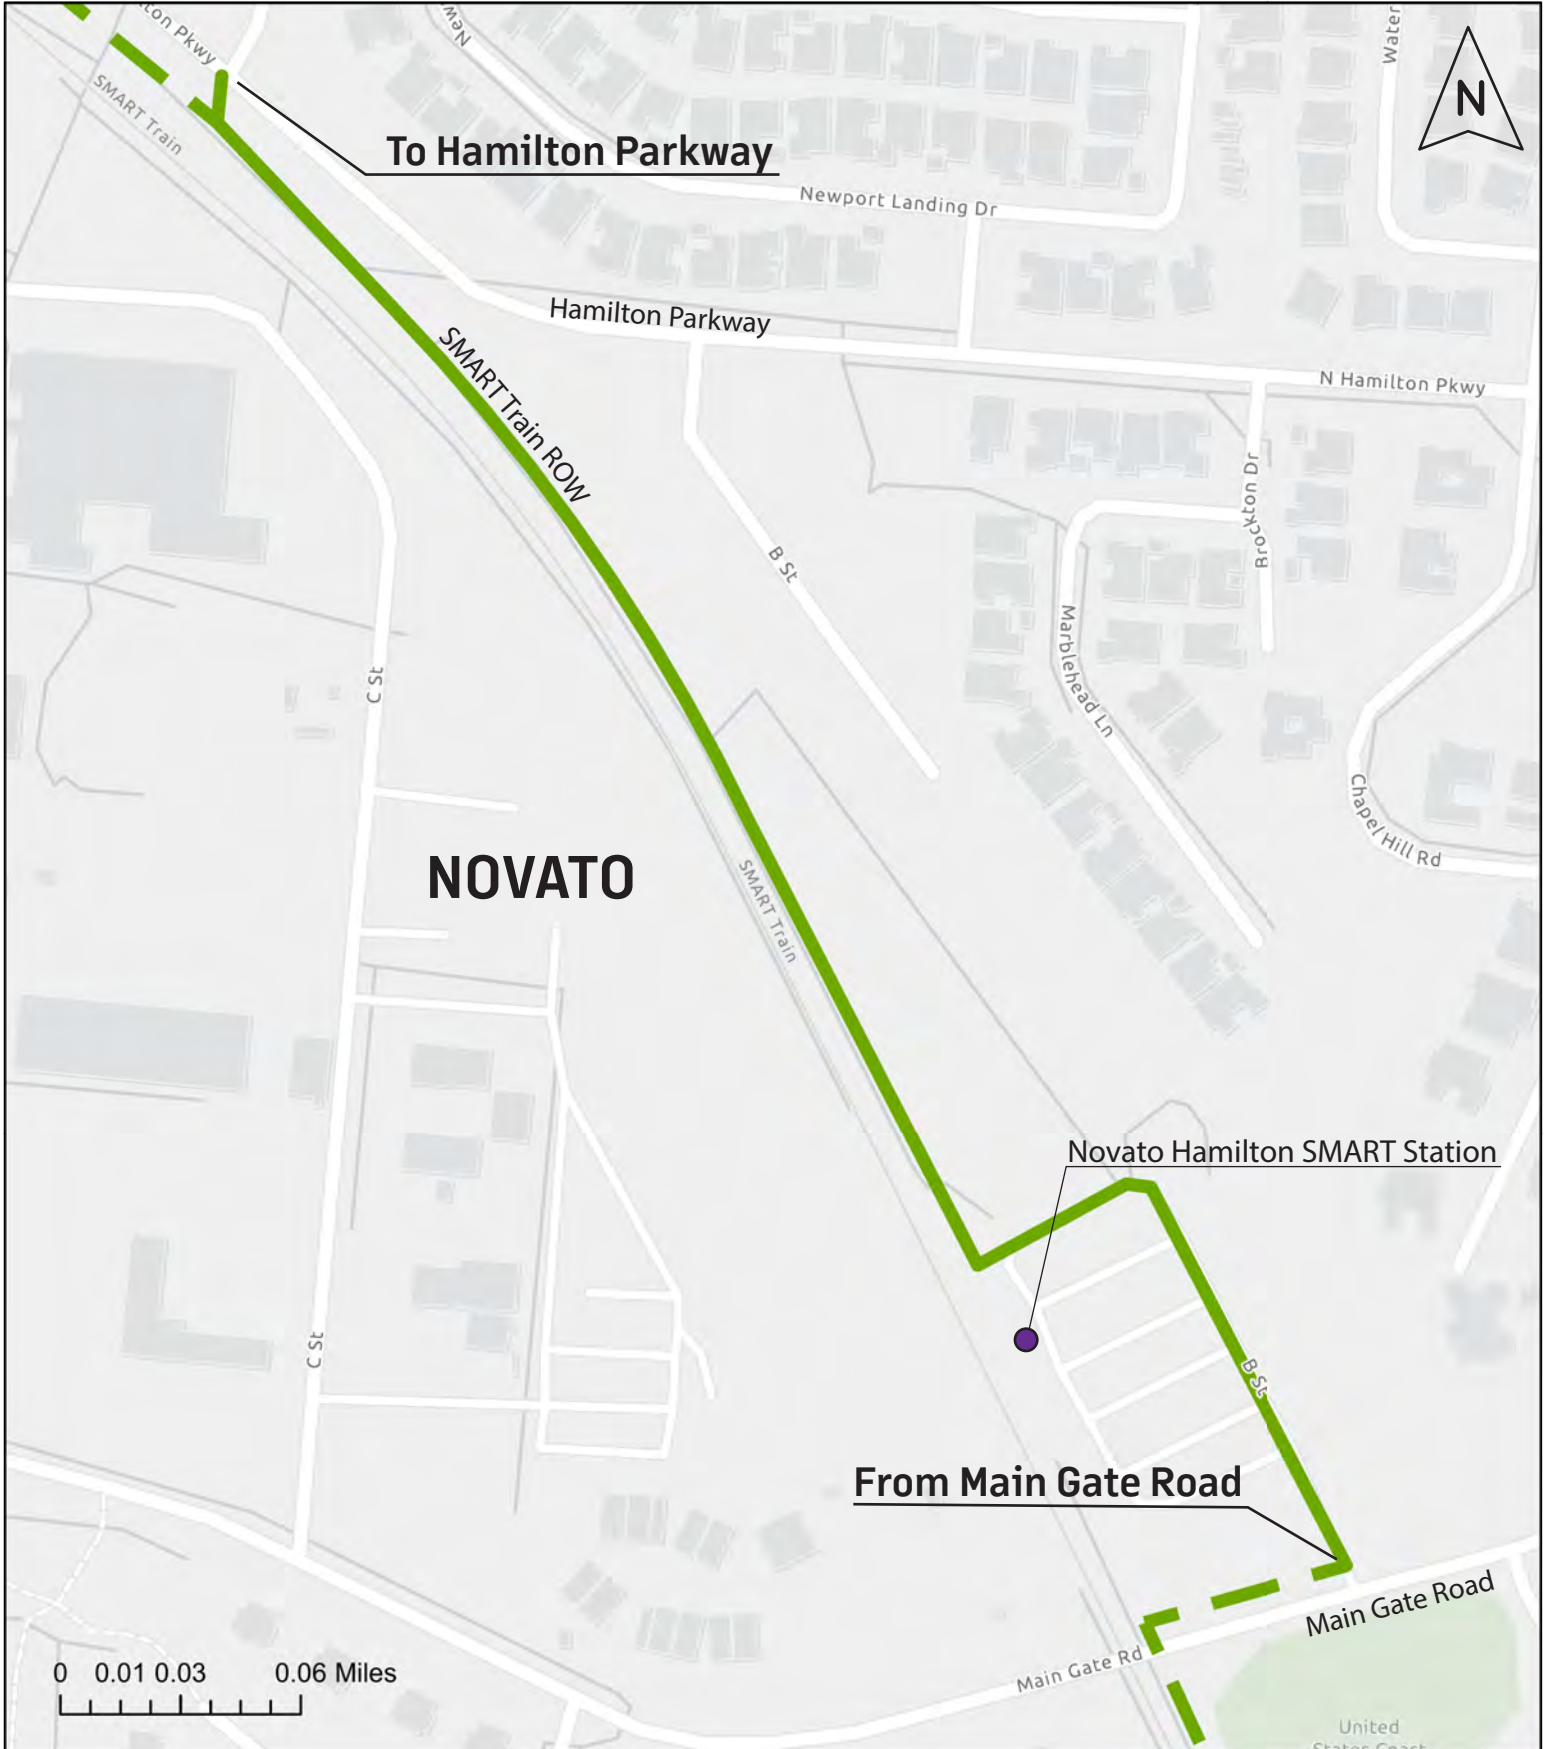 New
Water
N
SMART Train
To Hamilton Parkway
Newport Landing Dr
Hamilton Parkway
N Hamilton Pkwy
SMART Train ROW
Brockton Dr
B St
Marblehead Ln
C St
Chapel Hill Rd
NOVATO
SMART Train
Novato Hamilton SMART Station
C St
B St
From Main Gate Road
Main Gate Road
Main Gate Rd
0 0.01 0.03 0.06 Miles
United